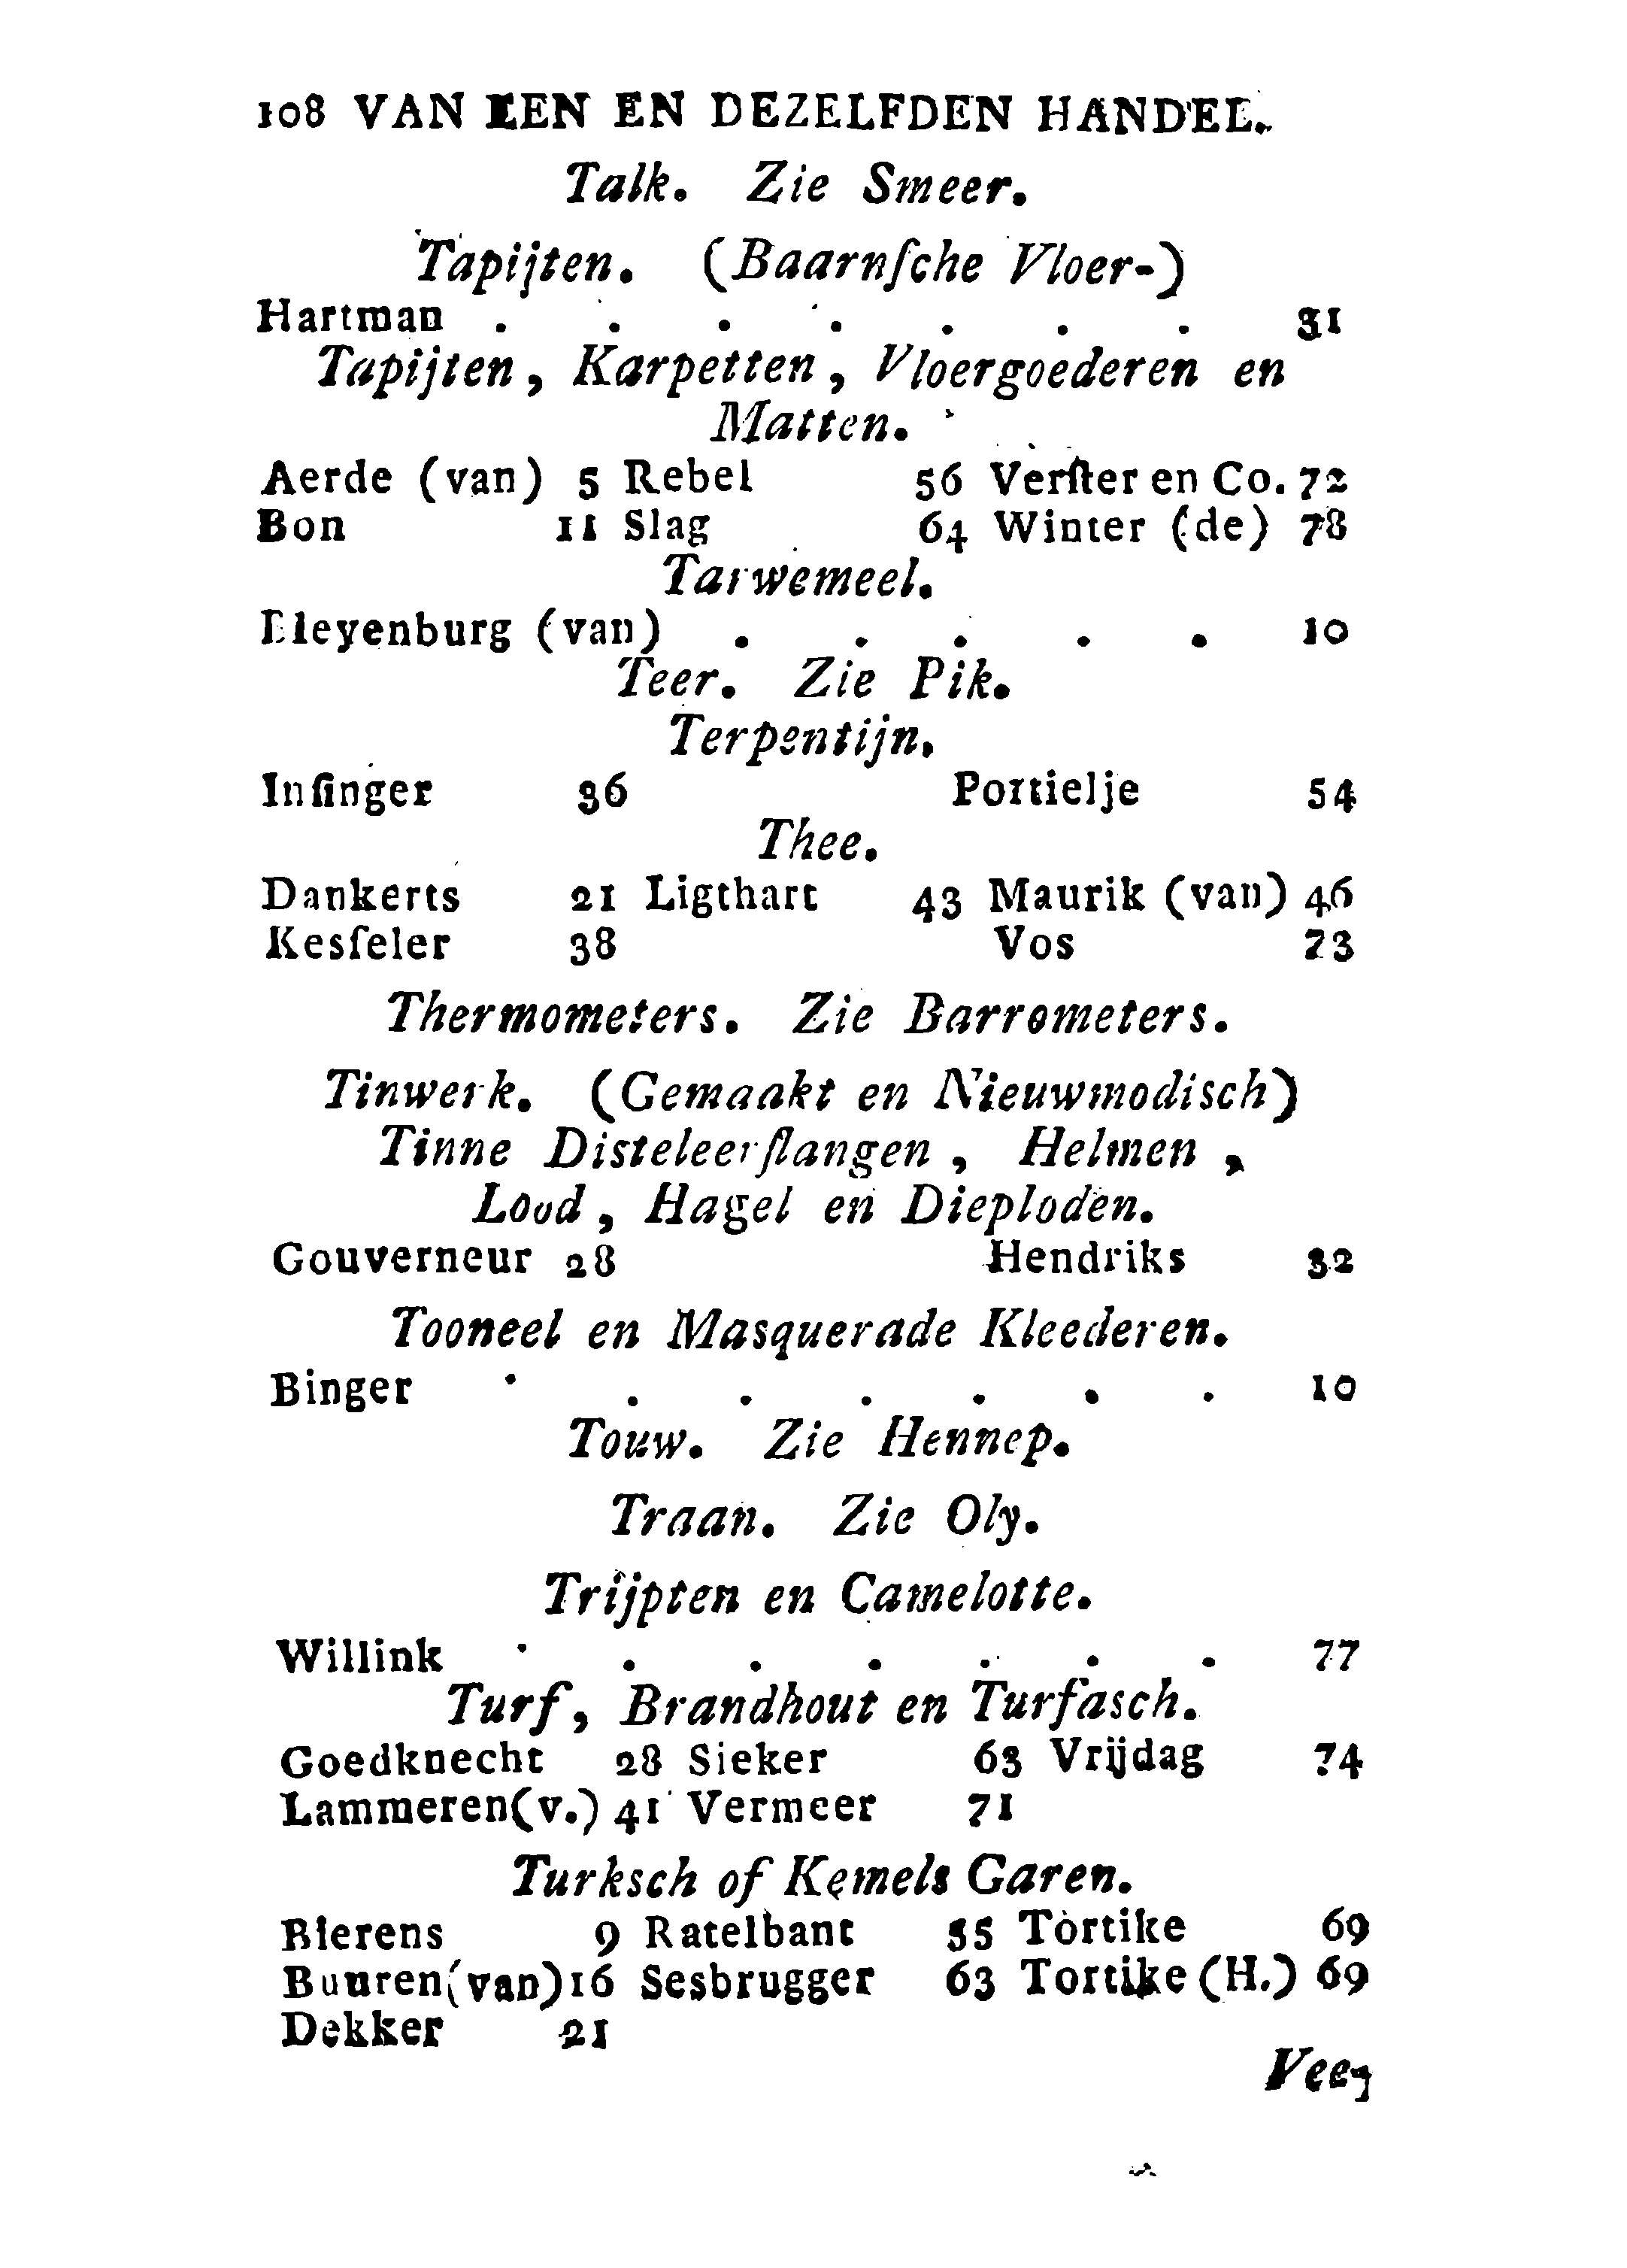 108 VAN EEN EN DEZELFDEN HANDEL.
Talk. Zie Smeer.
Tapijten. (Baarnſche Vloer-)
Hartman . . . . . . . 31
Tapijten, Karpetten, Vloergoederen en
Matten.
Aerde (van) 5 Rebel 56 Verſter en Co. 72
Bon 11 Slag 64 Winter (de) 78
Tarwemeel.
Bleyenburg (van) . . . . . 10
Teer. Zie Pik.
Terpentijn.
Inſinger 36 Portielje 54
Thee.
Dankerts 21 Ligthart 43 Maurik (van) 46
Kesſeler 38 Vos 73
Thermometers. Zie Barrometers.
Tinwerk. (Gemaakt en Nieuwmodisch)
Tinne Disteleerſlangen, Helmen,
Lood, Hagel en Dieploden.
Gouverneur 28 Hendriks 32
Tooneel en Masquerade Kleederen.
Binger . . . . . . . 10
Touw. Zie Hennep.
Traan. Zie Oly.
Trijpten en Camelotte.
Willink . . . . . . . 77
Turf, Brandhout en Turfasch.
Goedknecht 28 Sieker 63 Vrijdag 74
Lammeren(v.) 41 Vermeer 71
Turksch of Kemels Garen.
Bierens 9 Ratelbant 55 Tortike 69
Buuren(van) 16 Sesbrugger 63 Tortike (H.) 69
Dekker 21
Vee,